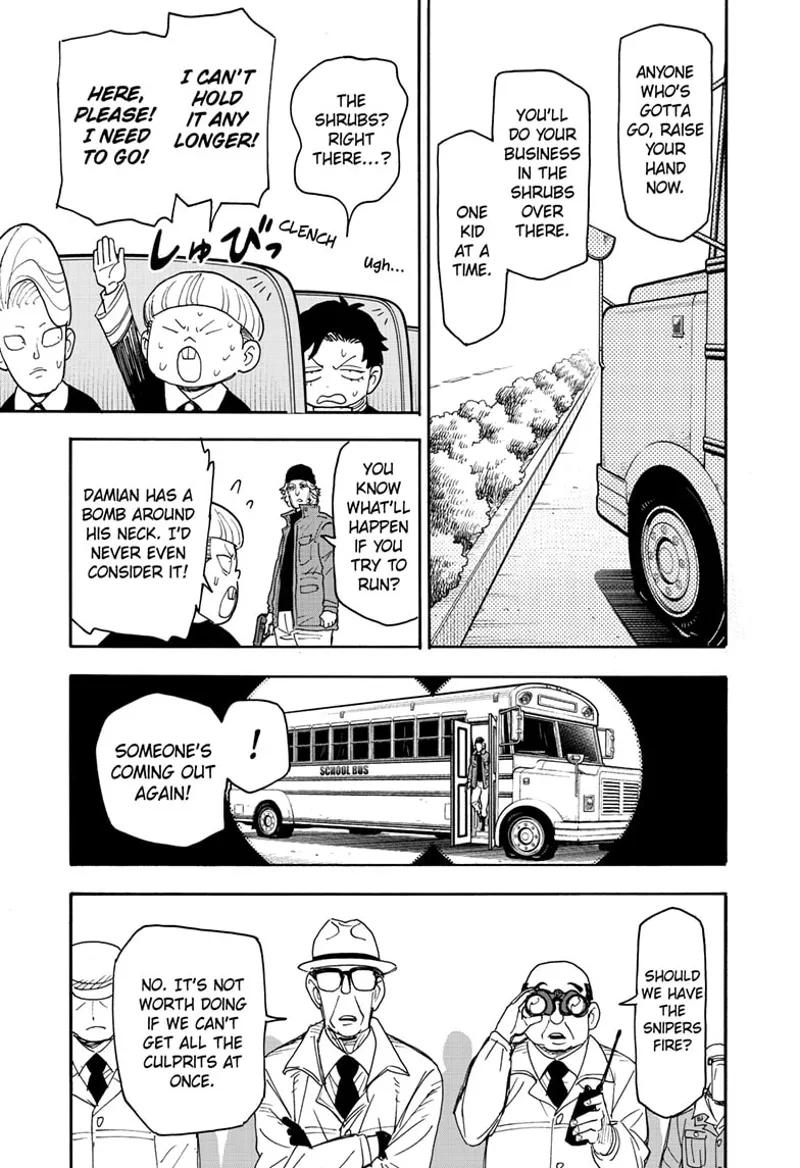 ANYONE
WHO'S
GOTTA
GO, RAISE
YOUR
HAND
NOW.
YOU'LL
DO YOUR
BUSINESS
IN THE
SHRUBS
OVER
THERE.
ONE
KID
AT A
TIME.
THE
SHRUBS?
RIGHT
THERE...?
I CAN'T
HOLD
IT ANY
LONGER!
HERE,
PLEASE!
I NEED
TO GO!
しゅびっ
CLENCH
Ugh...
YOU
KNOW
WHAT'LL
HAPPEN
IF YOU
TRY TO
RUN?
DAMIAN HAS A
BOMB AROUND
HIS NECK. I'D
NEVER EVEN
CONSIDER IT!
!
SOMEONE'S
COMING OUT
AGAIN!
SCHOOL BUS
SHOULD
WE HAVE
THE
SNIPERS
FIRE?
NO. IT'S NOT
WORTH DOING
IF WE CAN'T
GET ALL THE
CULPRITS AT
ONCE.